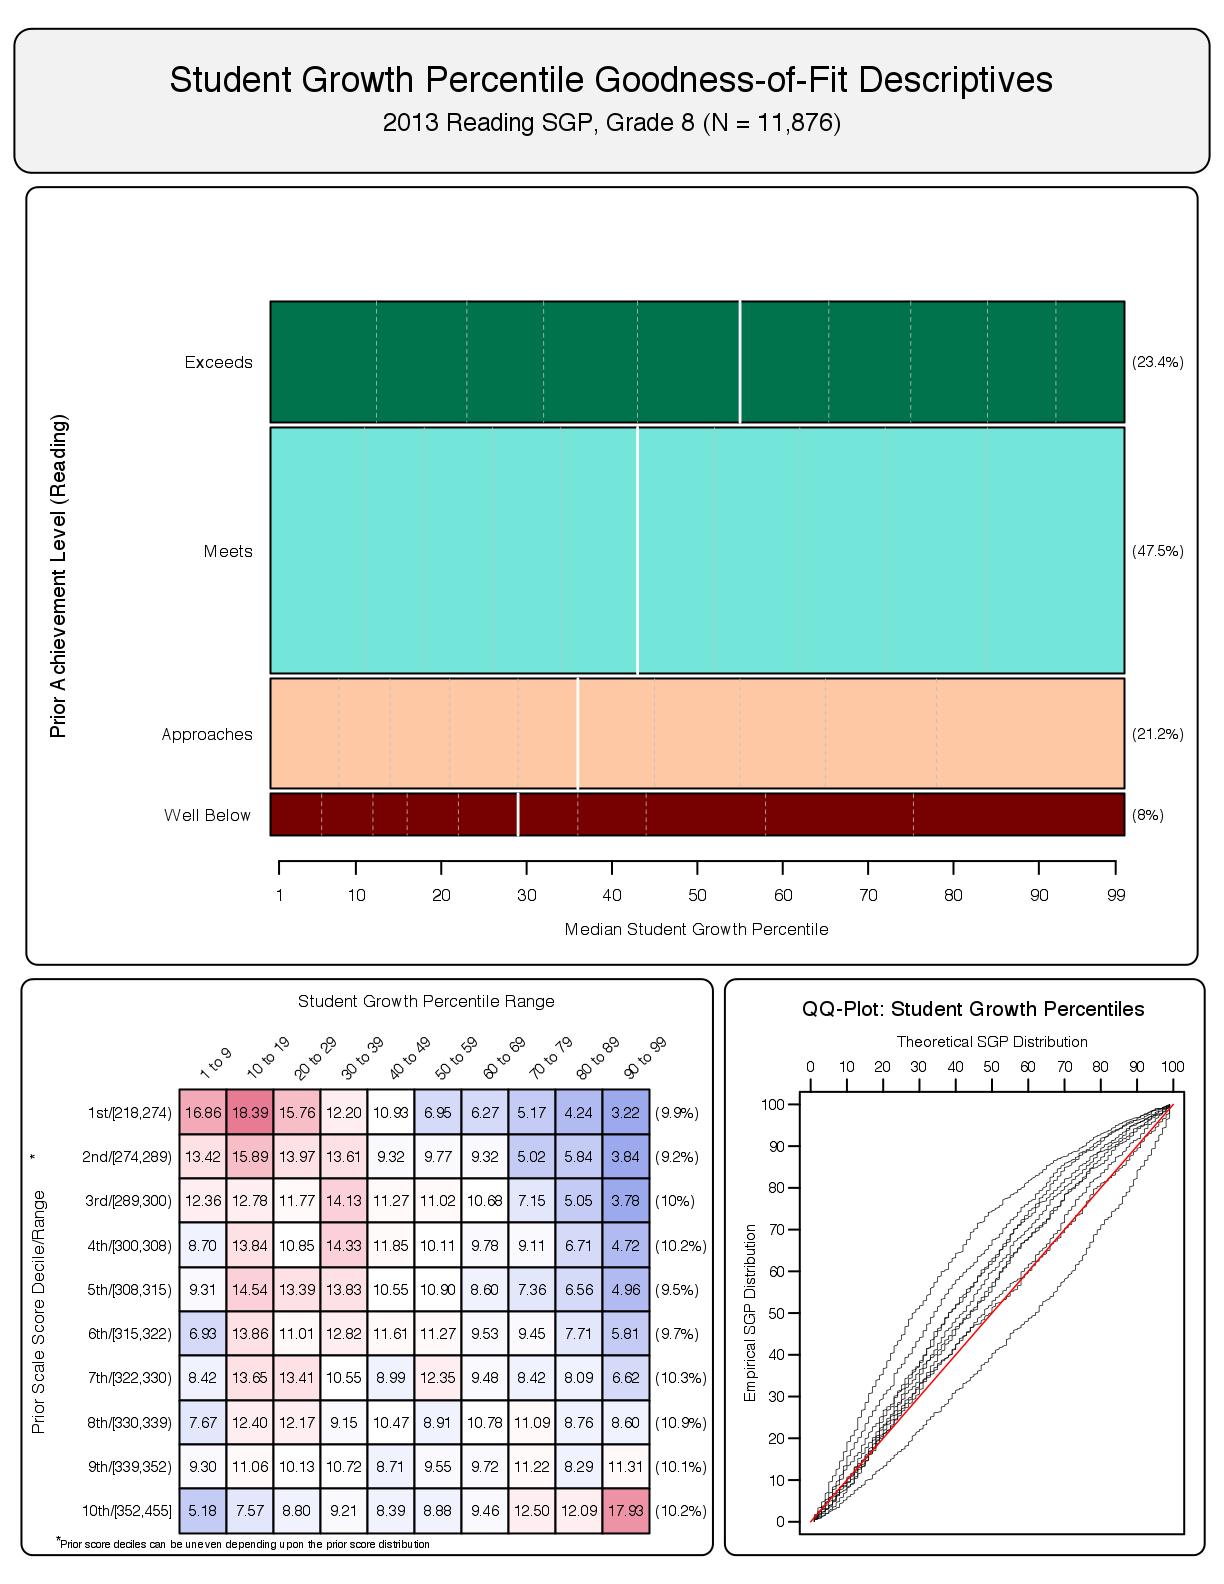 Student Growth Percentile Goodness-of-Fit Descriptives
2013 Reading SGP, Grade 8 (N = 11,876)
Prior Achievement Level (Reading)
Exceeds (23.4%)
Meets (47.5%)
Approaches (21.2%)
Well Below (8%)
1 10 20 30 40 50 60 70 80 90 99
Median Student Growth Percentile
Student Growth Percentile Range
1 to 9 10 to 19 20 to 29 30 to 39 40 to 49 50 to 59 60 to 69 70 to 79 80 to 89 90 to 99
Prior Scale Score Decile/Range *
1st/[218,274) 16.86 18.39 15.76 12.20 10.93 6.95 6.27 5.17 4.24 3.22 (9.9%)
2nd/[274,289) 13.42 15.89 13.97 13.61 9.32 9.77 9.32 5.02 5.84 3.84 (9.2%)
3rd/[289,300) 12.36 12.78 11.77 14.13 11.27 11.02 10.68 7.15 5.05 3.78 (10%)
4th/[300,308) 8.70 13.84 10.85 14.33 11.85 10.11 9.78 9.11 6.71 4.72 (10.2%)
5th/[308,315) 9.31 14.54 13.39 13.83 10.55 10.90 8.60 7.36 6.56 4.96 (9.5%)
6th/[315,322) 6.93 13.86 11.01 12.82 11.61 11.27 9.53 9.45 7.71 5.81 (9.7%)
7th/[322,330) 8.42 13.65 13.41 10.55 8.99 12.35 9.48 8.42 8.09 6.62 (10.3%)
8th/[330,339) 7.67 12.40 12.17 9.15 10.47 8.91 10.78 11.09 8.76 8.60 (10.9%)
9th/[339,352) 9.30 11.06 10.13 10.72 8.71 9.55 9.72 11.22 8.29 11.31 (10.1%)
10th/[352,455] 5.18 7.57 8.80 9.21 8.39 8.88 9.46 12.50 12.09 17.93 (10.2%)
*Prior score deciles can be uneven depending upon the prior score distribution
QQ-Plot: Student Growth Percentiles
Theoretical SGP Distribution
0 10 20 30 40 50 60 70 80 90 100
Empirical SGP Distribution
100
90
80
70
60
50
40
30
20
10
0